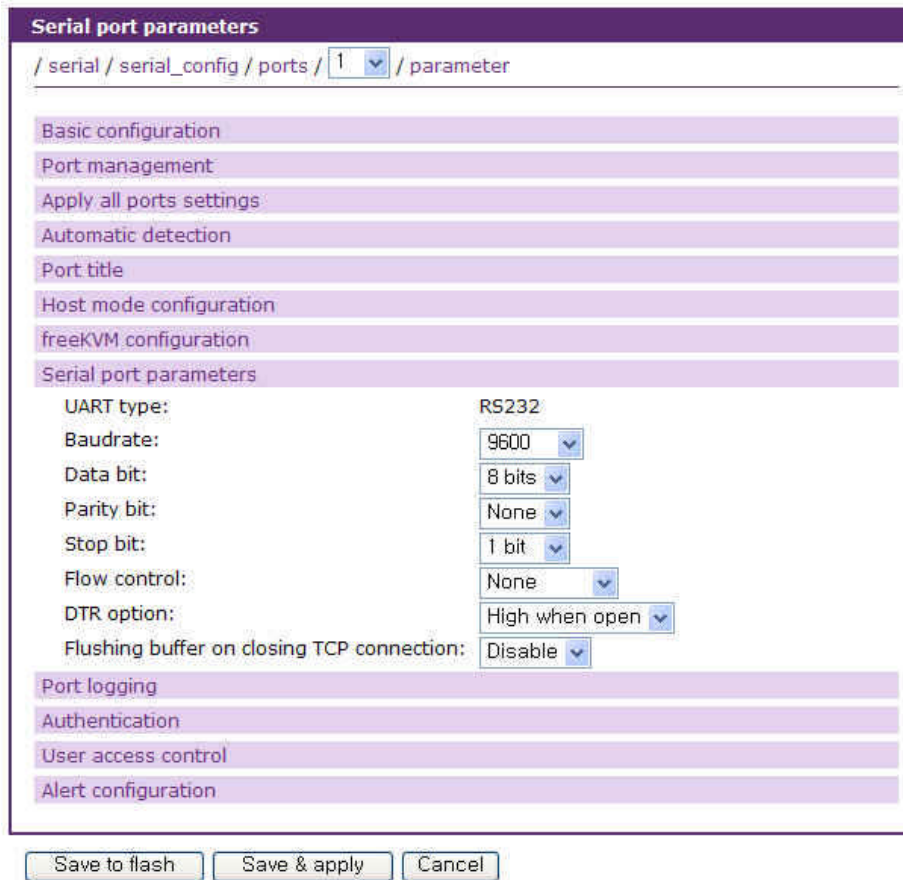 Serial port parameters
/ serial / serial_config / ports / 1 / parameter
Basic configuration
Port management
Apply all ports settings
Automatic detection
Port title
Host mode configuration
freeKVM configuration
Serial port parameters
UART type: RS232
Baudrate: 9600
Data bit: 8 bits
Parity bit: None
Stop bit: 1 bit
Flow control: None
DTR option: High when open
Flushing buffer on closing TCP connection: Disable
Port logging
Authentication
User access control
Alert configuration
Save to flash Save & apply Cancel